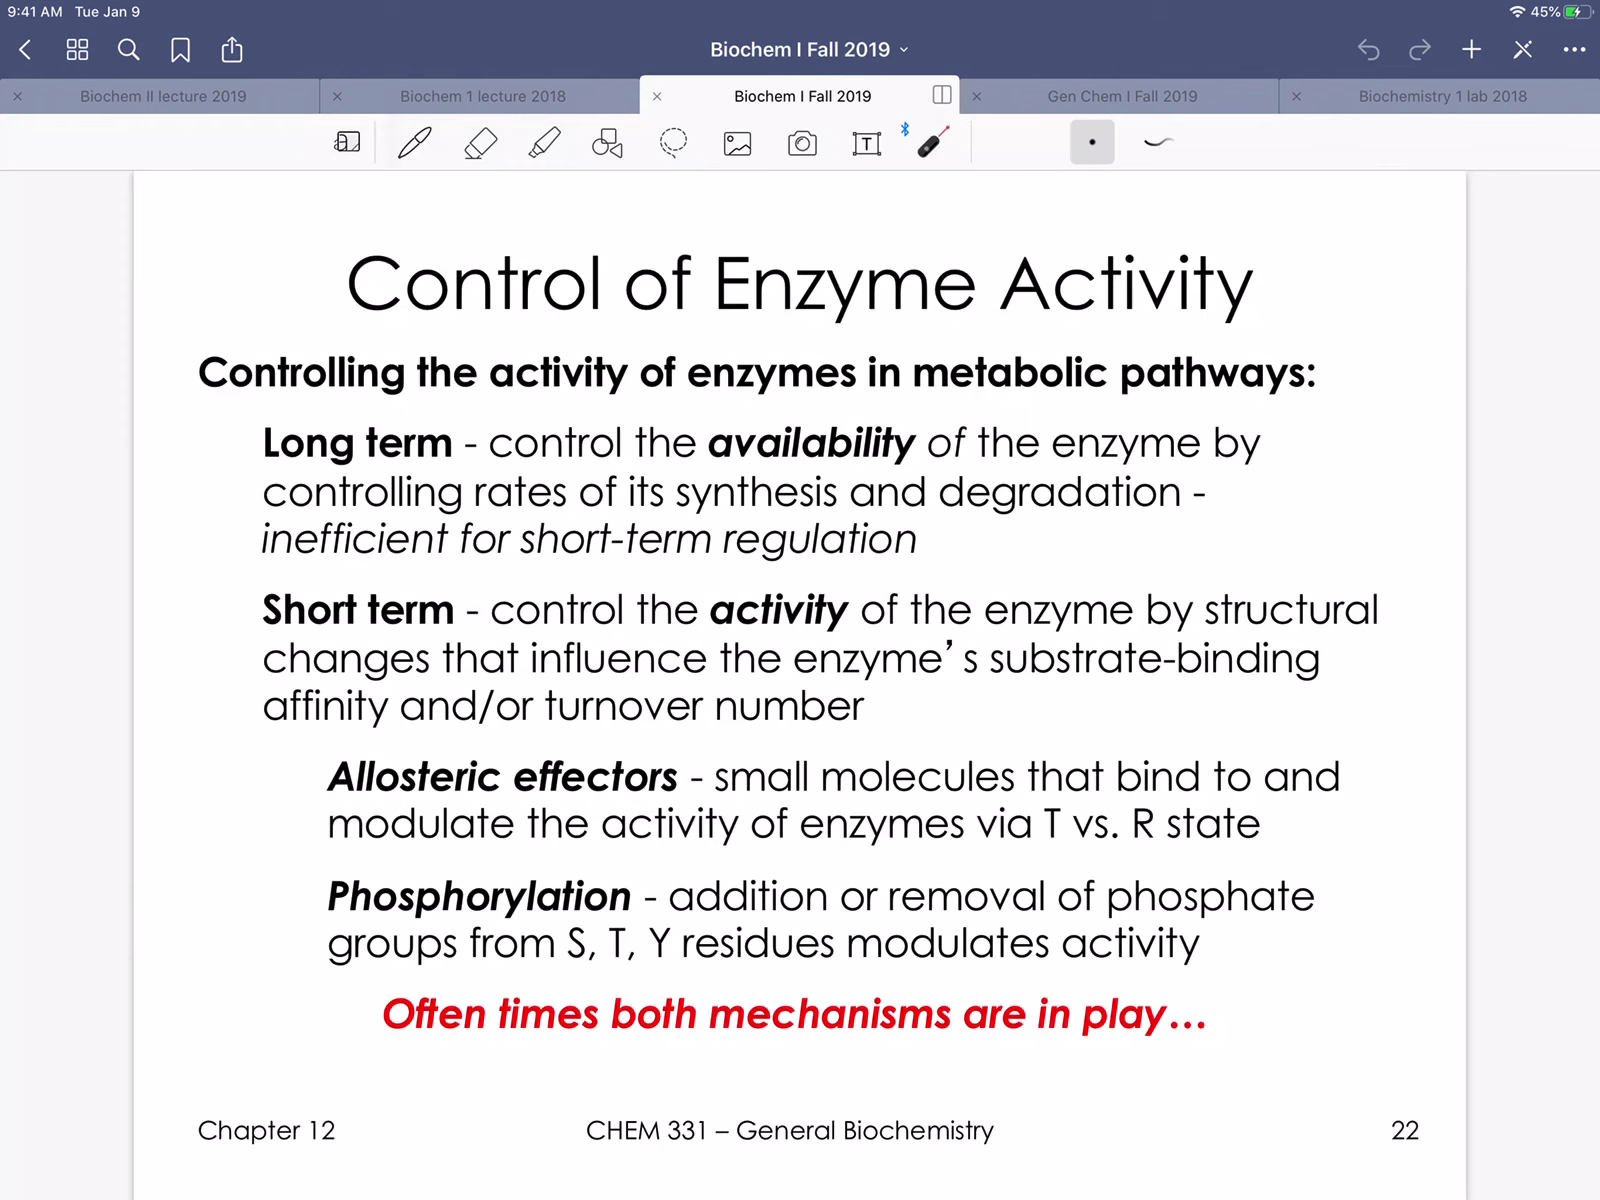 9:41 AM Tue Jan 9 45%
Biochem I Fall 2019
Biochem II lecture 2019 Biochem 1 lecture 2018 Biochem I Fall 2019 Gen Chem I Fall 2019 Biochemistry 1 lab 2018
a T
Control of Enzyme Activity
Controlling the activity of enzymes in metabolic pathways:
Long term - control the availability of the enzyme by
controlling rates of its synthesis and degradation -
inefficient for short-term regulation
Short term - control the activity of the enzyme by structural
changes that influence the enzyme’s substrate-binding
affinity and/or turnover number
Allosteric effectors - small molecules that bind to and
modulate the activity of enzymes via T vs. R state
Phosphorylation - addition or removal of phosphate
groups from S, T, Y residues modulates activity
Often times both mechanisms are in play...
Chapter 12 CHEM 331 – General Biochemistry 22